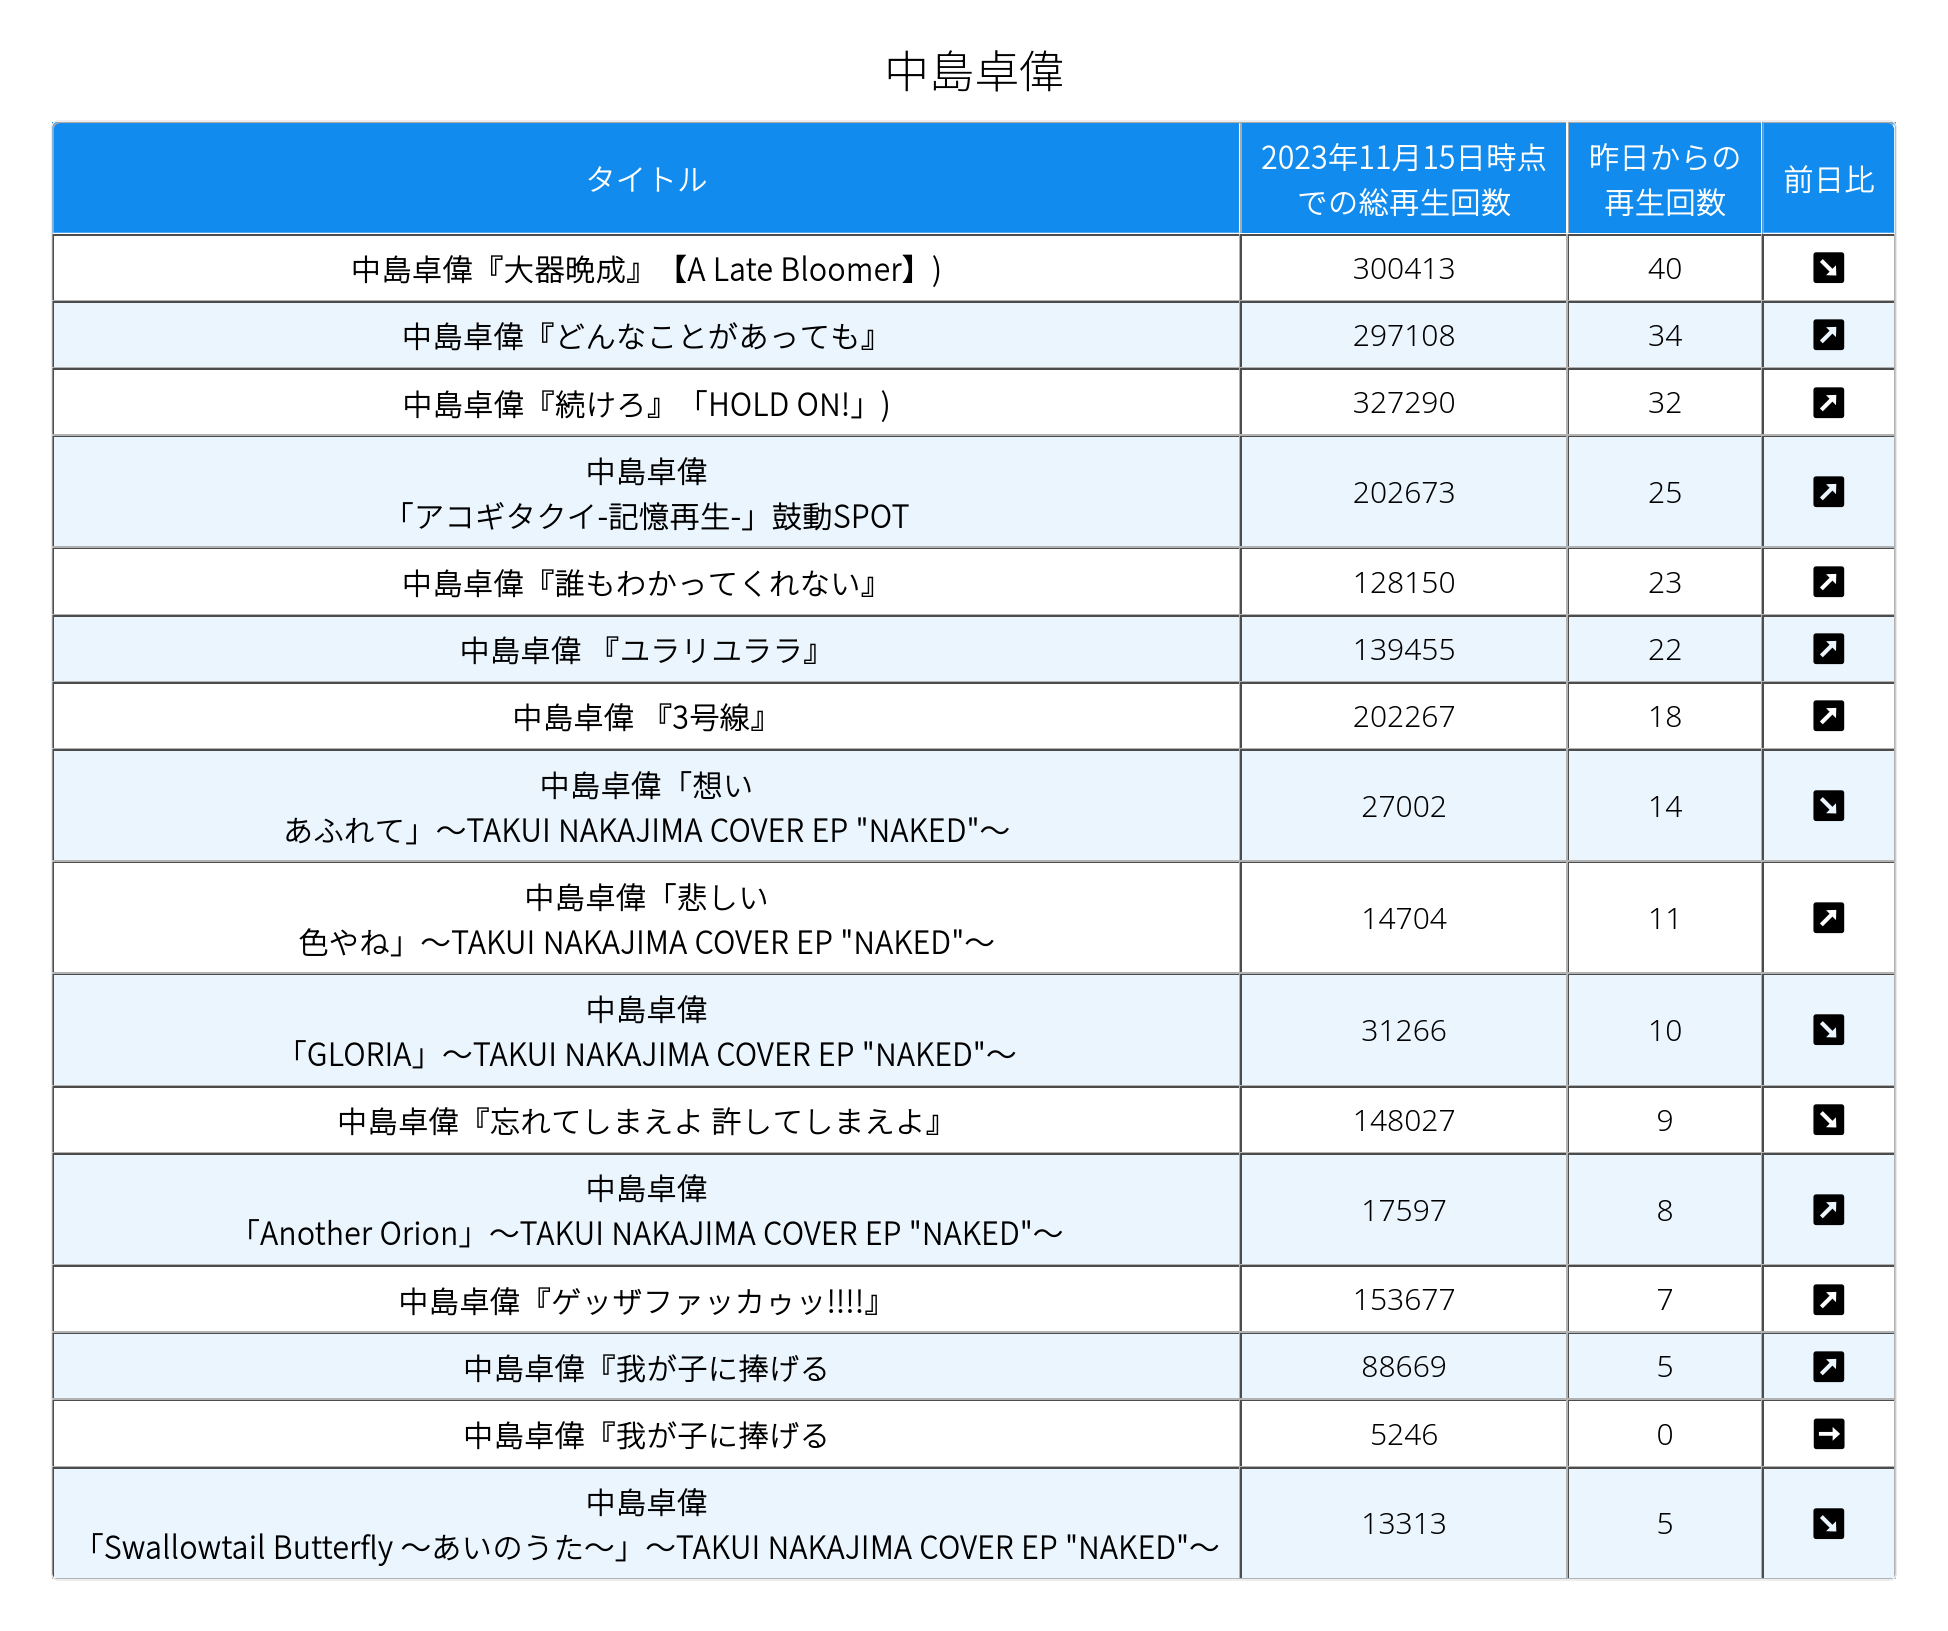 中島卓偉
タイトル
2023年11月15日時点
での総再生回数
昨日からの
再生回数
前日比
中島卓偉『大器晩成』【A Late Bloomer】) 300413 40 ↘
中島卓偉『どんなことがあっても』 297108 34 ↗
中島卓偉『続けろ』「HOLD ON!」) 327290 32 ↗
中島卓偉
「アコギタクイ-記憶再生-」鼓動SPOT 202673 25 ↗
中島卓偉『誰もわかってくれない』 128150 23 ↗
中島卓偉 『ユラリユララ』 139455 22 ↗
中島卓偉 『3号線』 202267 18 ↗
中島卓偉「想い
あふれて」〜TAKUI NAKAJIMA COVER EP "NAKED"〜 27002 14 ↘
中島卓偉「悲しい
色やね」〜TAKUI NAKAJIMA COVER EP "NAKED"〜 14704 11 ↗
中島卓偉
「GLORIA」〜TAKUI NAKAJIMA COVER EP "NAKED"〜 31266 10 ↘
中島卓偉『忘れてしまえよ 許してしまえよ』 148027 9 ↘
中島卓偉
「Another Orion」〜TAKUI NAKAJIMA COVER EP "NAKED"〜 17597 8 ↗
中島卓偉『ゲッザファッカゥッ!!!!』 153677 7 ↗
中島卓偉『我が子に捧げる 88669 5 ↗
中島卓偉『我が子に捧げる 5246 0 →
中島卓偉
「Swallowtail Butterfly 〜あいのうた〜」〜TAKUI NAKAJIMA COVER EP "NAKED"〜 13313 5 ↘